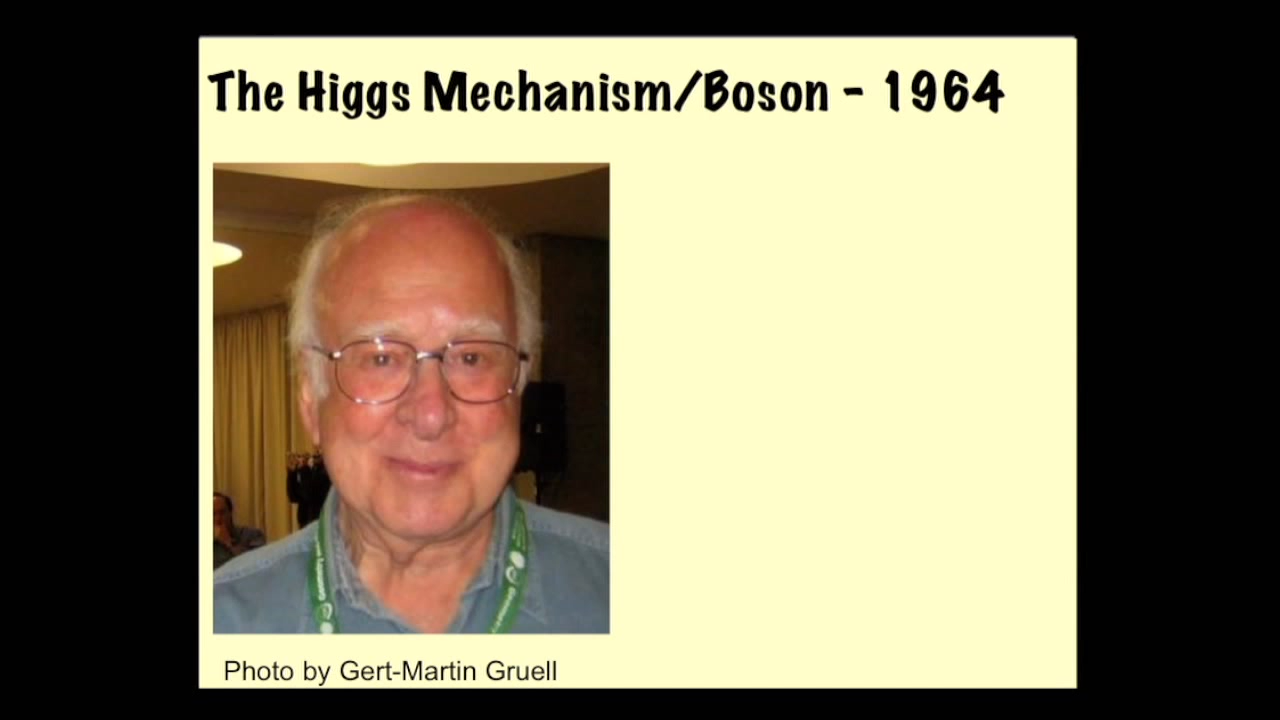 The Higgs Mechanism/Boson - 1964
Photo by Gert-Martin Gruell